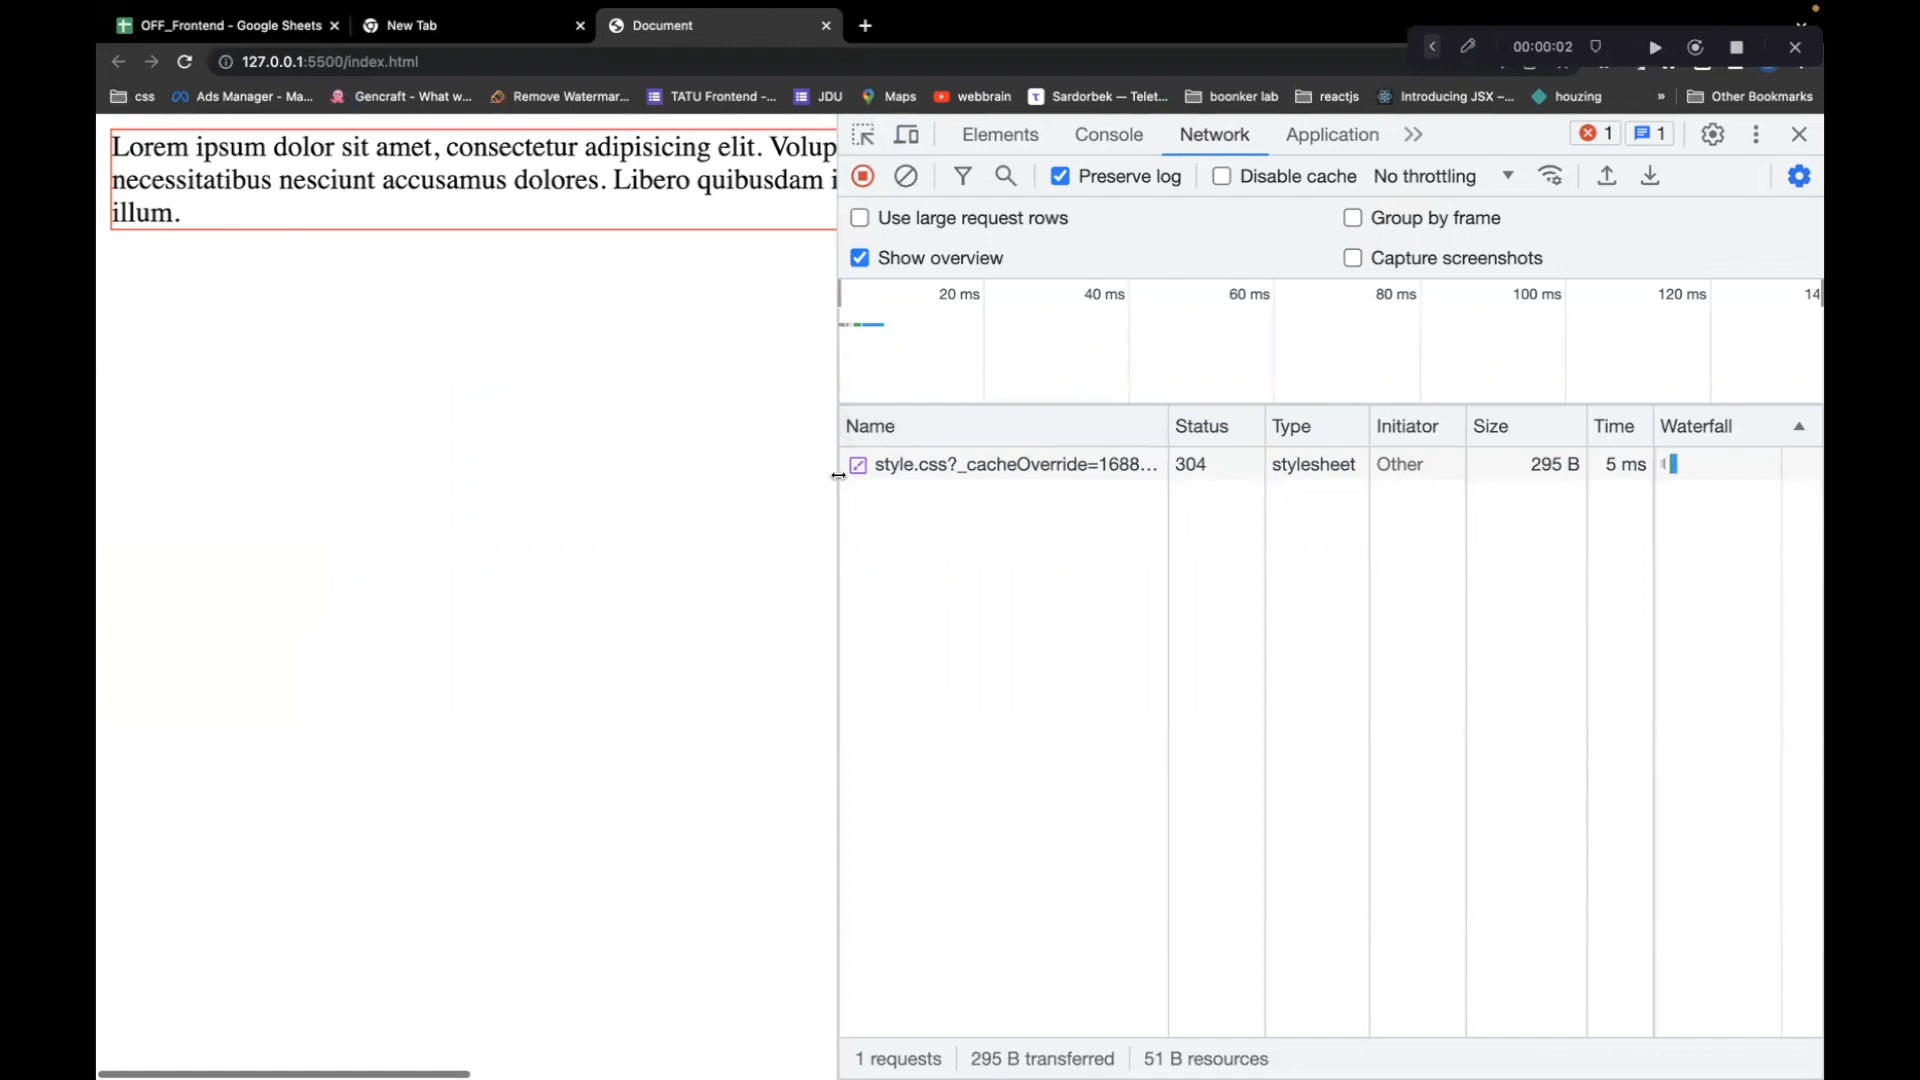 OFF_Frontend - Google Sheets
New Tab
Document
127.0.0.1:5500/index.html
00:00:02
css
Ads Manager - Ma...
Gencraft - What w...
Remove Watermar...
TATU Frontend -...
JDU
Maps
webbrain
Sardorbek — Telet...
boonker lab
reactjs
Introducing JSX –...
houzing
»
Other Bookmarks
Lorem ipsum dolor sit amet, consectetur adipisicing elit. Volup
necessitatibus nesciunt accusamus dolores. Libero quibusdam i
illum.
Elements
Console
Network
Application
1
1
Preserve log
Disable cache
No throttling
Use large request rows
Group by frame
Show overview
Capture screenshots
20 ms
40 ms
60 ms
80 ms
100 ms
120 ms
14
Name
Status
Type
Initiator
Size
Time
Waterfall
style.css?_cacheOverride=1688...
304
stylesheet
Other
295 B
5 ms
1 requests
295 B transferred
51 B resources